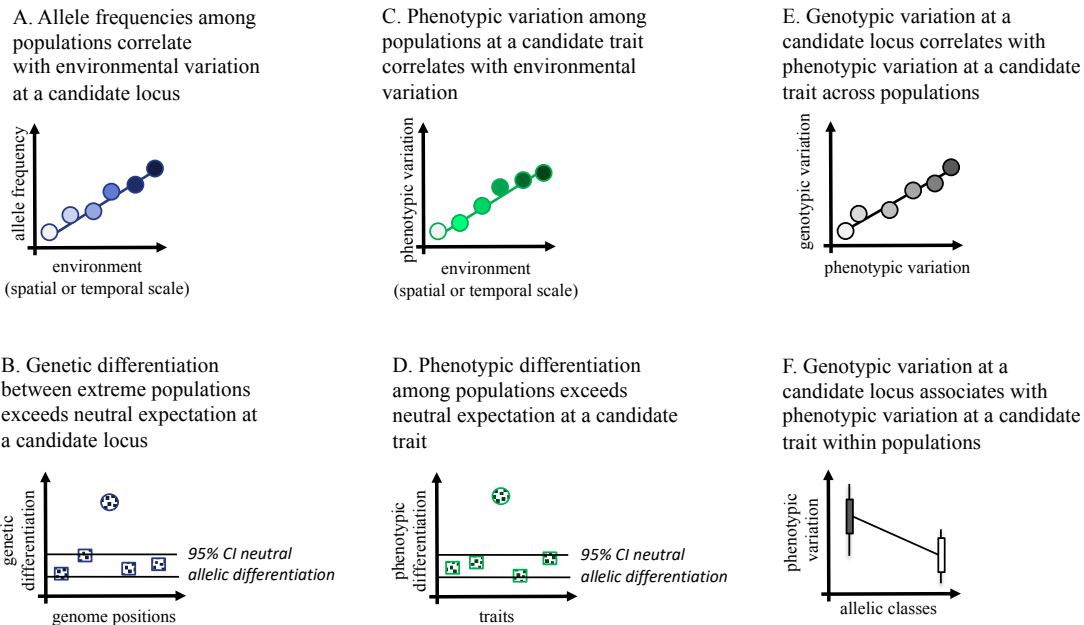 A. Allele frequencies among
populations correlate
with environmental variation
at a candidate locus
allele frequency
environment
(spatial or temporal scale)
C. Phenotypic variation among
populations at a candidate trait
correlates with environmental
variation
phenotypic variation
environment
(spatial or temporal scale)
E. Genotypic variation at a
candidate locus correlates with
phenotypic variation at a candidate
trait across populations
genotypic variation
phenotypic variation
B. Genetic differentiation
between extreme populations
exceeds neutral expectation at
a candidate locus
genetic
differentiation
95% CI neutral
allelic differentiation
genome positions
D. Phenotypic differentiation
among populations exceeds
neutral expectation at a candidate
trait
phenotypic
differentiation
95% CI neutral
allelic differentiation
traits
F. Genotypic variation at a
candidate locus associates with
phenotypic variation at a candidate
trait within populations
phenotypic
variation
allelic classes